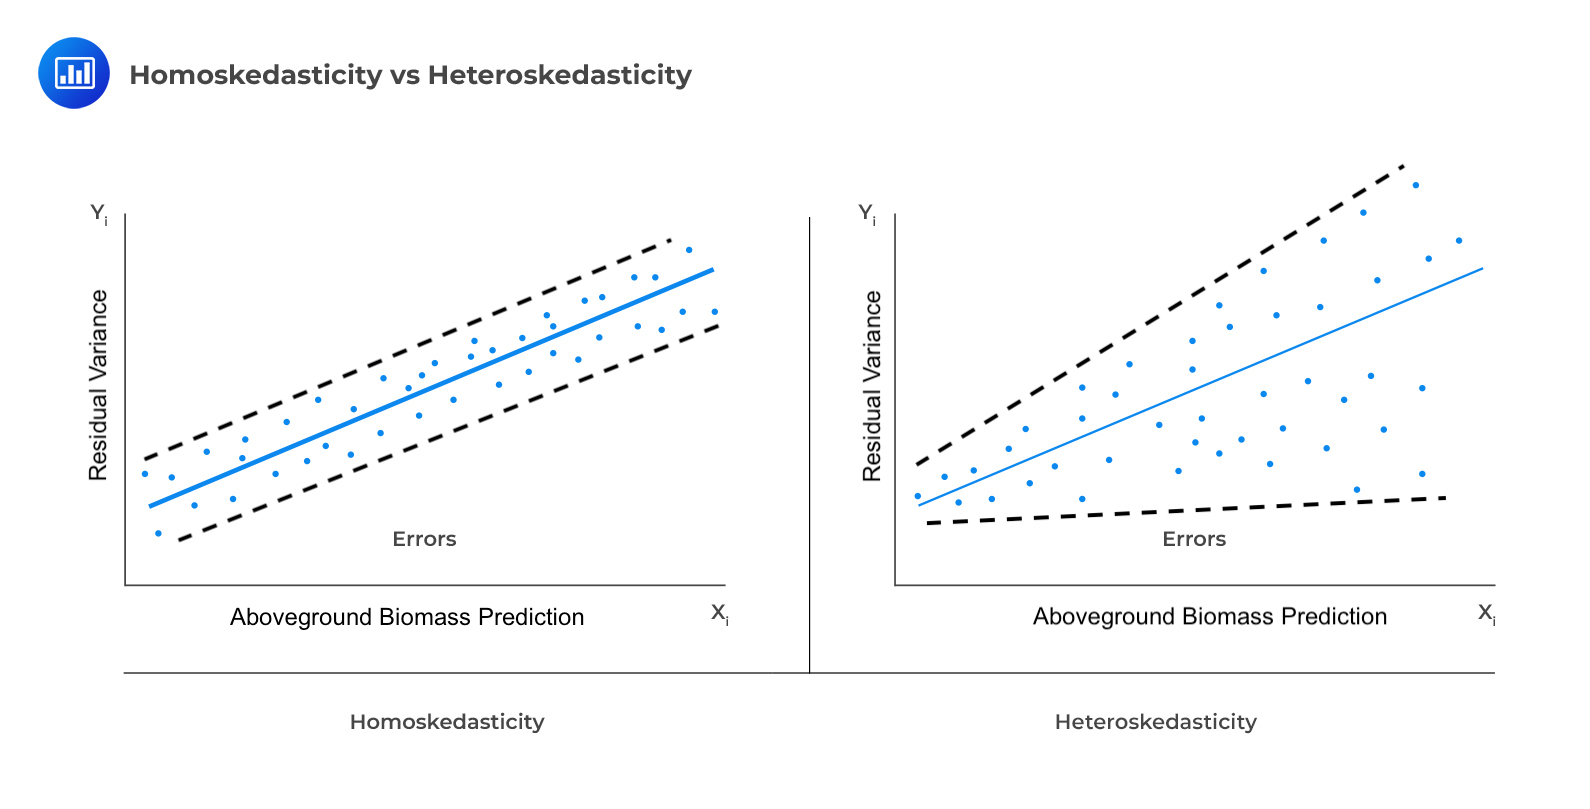 Homoskedasticity vs Heteroskedasticity
Yi
Residual Variance
Errors
Aboveground Biomass Prediction
Xi
Homoskedasticity
Yi
Residual Variance
Errors
Aboveground Biomass Prediction
Xi
Heteroskedasticity